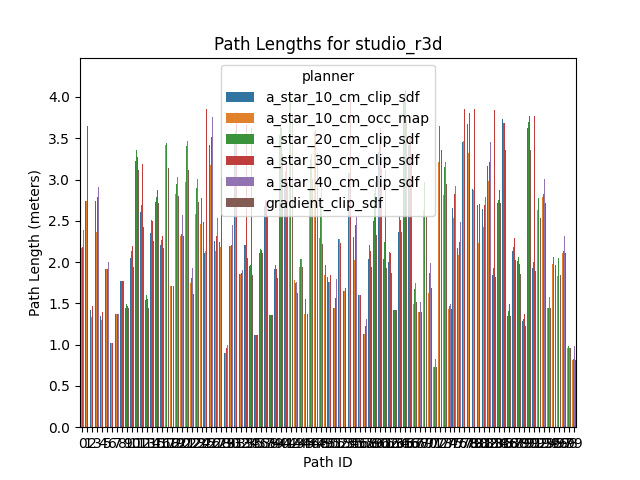 Path Lengths for studio_r3d
planner
a_star_10_cm_clip_sdf
a_star_10_cm_occ_map
a_star_20_cm_clip_sdf
a_star_30_cm_clip_sdf
a_star_40_cm_clip_sdf
gradient_clip_sdf
4.0
3.5
3.0
2.5
2.0
1.5
1.0
0.5
0.0
Path Length (meters)
Path ID